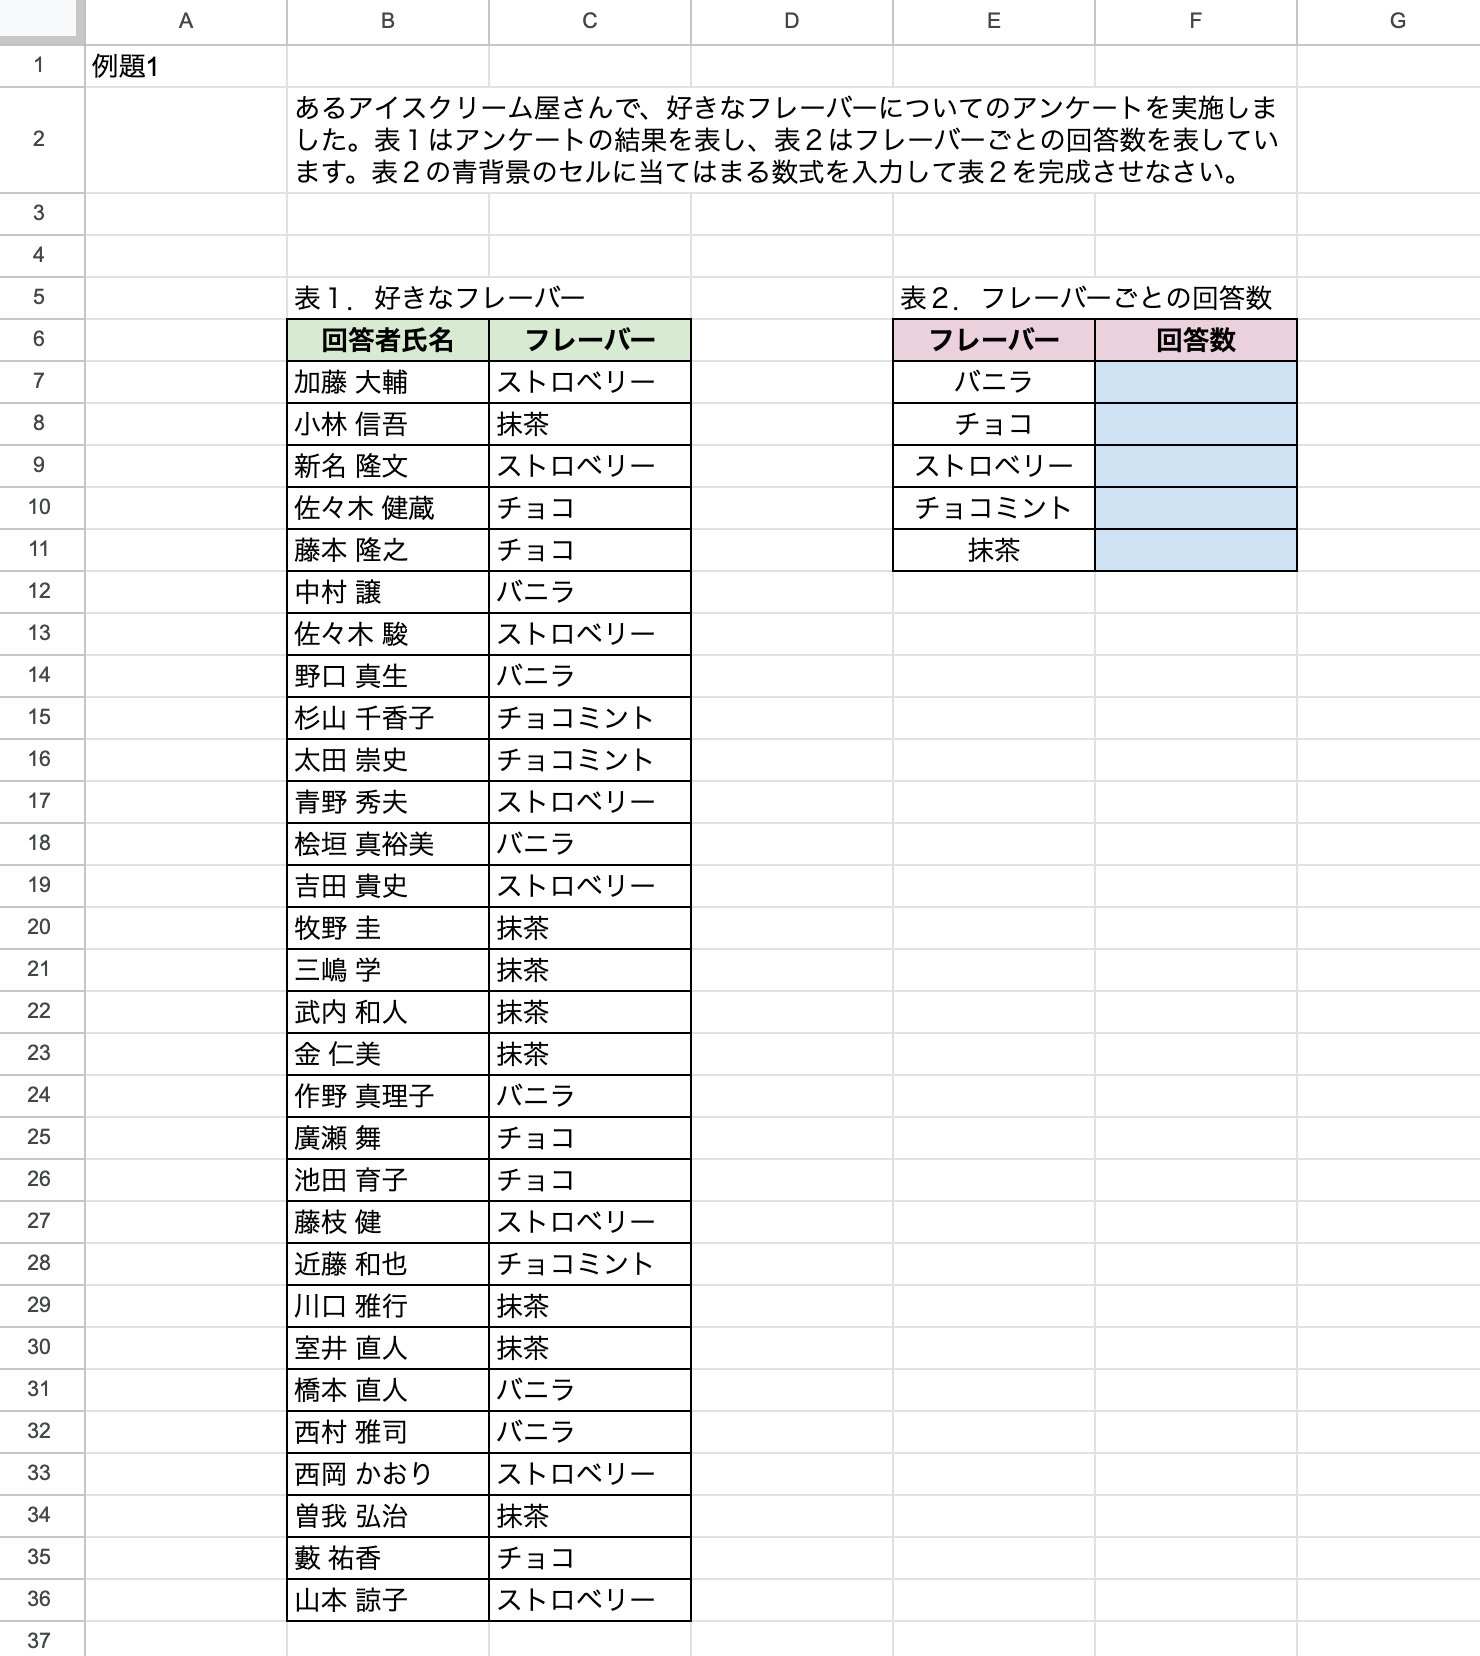 A B C D E F G
1 例題1
2 あるアイスクリーム屋さんで、好きなフレーバーについてのアンケートを実施しま
した。表１はアンケートの結果を表し、表２はフレーバーごとの回答数を表してい
ます。表２の青背景のセルに当てはまる数式を入力して表２を完成させなさい。
3
4
5 表１．好きなフレーバー 表２．フレーバーごとの回答数
6 回答者氏名 フレーバー フレーバー 回答数
7 加藤 大輔 ストロベリー バニラ
8 小林 信吾 抹茶 チョコ
9 新名 隆文 ストロベリー ストロベリー
10 佐々木 健蔵 チョコ チョコミント
11 藤本 隆之 チョコ 抹茶
12 中村 譲 バニラ
13 佐々木 駿 ストロベリー
14 野口 真生 バニラ
15 杉山 千香子 チョコミント
16 太田 崇史 チョコミント
17 青野 秀夫 ストロベリー
18 桧垣 真裕美 バニラ
19 吉田 貴史 ストロベリー
20 牧野 圭 抹茶
21 三嶋 学 抹茶
22 武内 和人 抹茶
23 金 仁美 抹茶
24 作野 真理子 バニラ
25 廣瀬 舞 チョコ
26 池田 育子 チョコ
27 藤枝 健 ストロベリー
28 近藤 和也 チョコミント
29 川口 雅行 抹茶
30 室井 直人 抹茶
31 橋本 直人 バニラ
32 西村 雅司 バニラ
33 西岡 かおり ストロベリー
34 曽我 弘治 抹茶
35 藪 祐香 チョコ
36 山本 諒子 ストロベリー
37